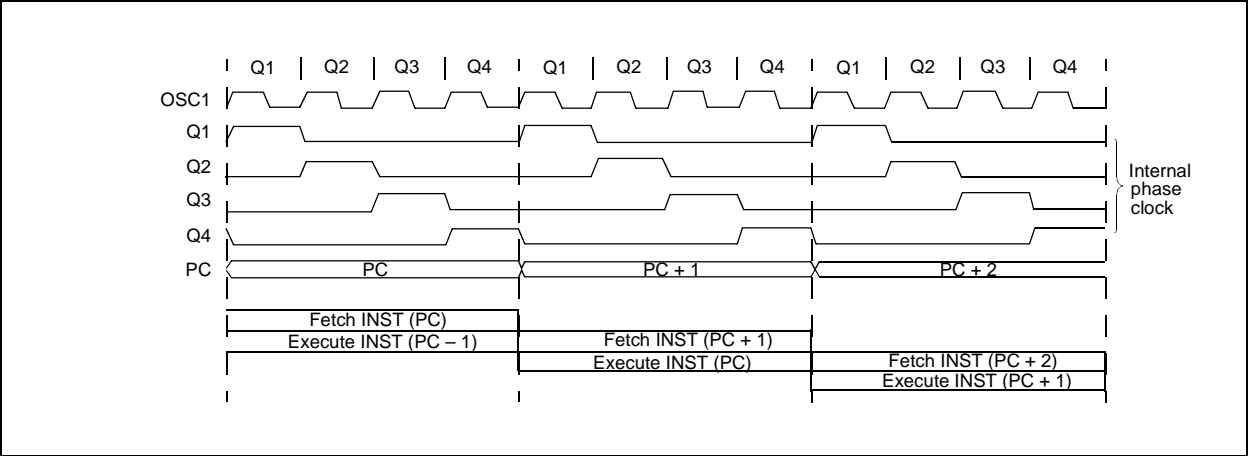 Q1 Q2 Q3 Q4 Q1 Q2 Q3 Q4 Q1 Q2 Q3 Q4
OSC1
Q1
Q2
Q3
Q4
Internal
phase
clock
PC PC PC + 1 PC + 2
Fetch INST (PC)
Execute INST (PC – 1) Fetch INST (PC + 1)
Execute INST (PC) Fetch INST (PC + 2)
Execute INST (PC + 1)